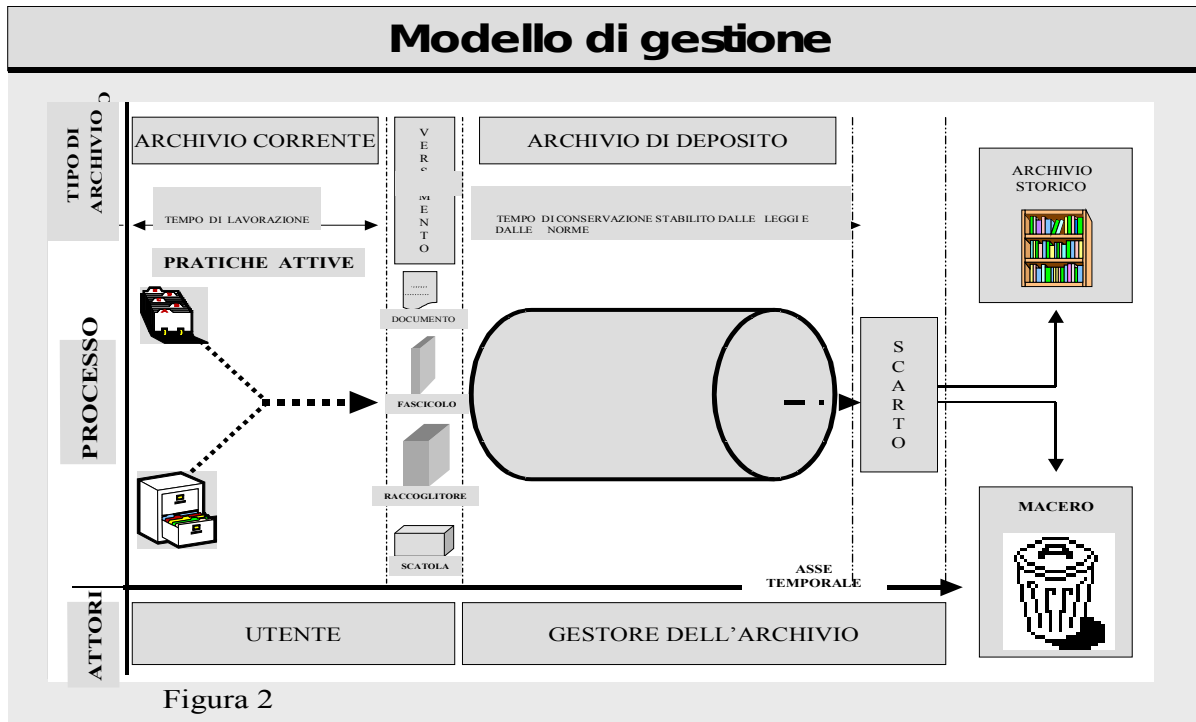 Modello di gestione
TIPO DI
ARCHIVIO
ARCHIVIO CORRENTE
V
E
R
S
M
E
N
T
O
ARCHIVIO DI DEPOSITO
ARCHIVIO
STORICO
TEMPO DI LAVORAZIONE
TEMPO DI CONSERVAZIONE STABILITO DALLE LEGGI E
DALLE NORME
PRATICHE ATTIVE
PROCESSO
DOCUMENTO
FASCICOLO
RACCOGLITORE
SCATOLA
S
C
A
R
T
O
MACERO
ASSE
TEMPORALE
ATTORI
UTENTE
GESTORE DELL'ARCHIVIO
Figura 2